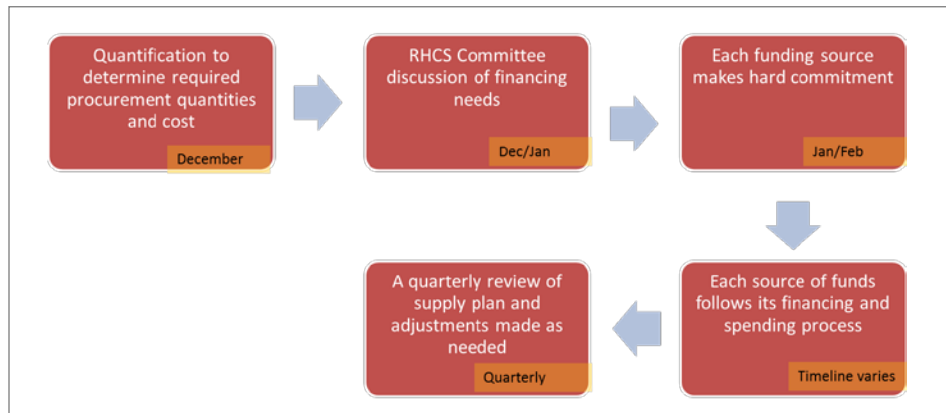 Quantification to
determine required
procurement quantities
and cost
December
RHCS Committee
discussion of financing
needs
Dec/Jan
Each funding source
makes hard commitment
Jan/Feb
Each source of funds
follows its financing and
spending process
Timeline varies
A quarterly review of
supply plan and
adjustments made as
needed
Quarterly